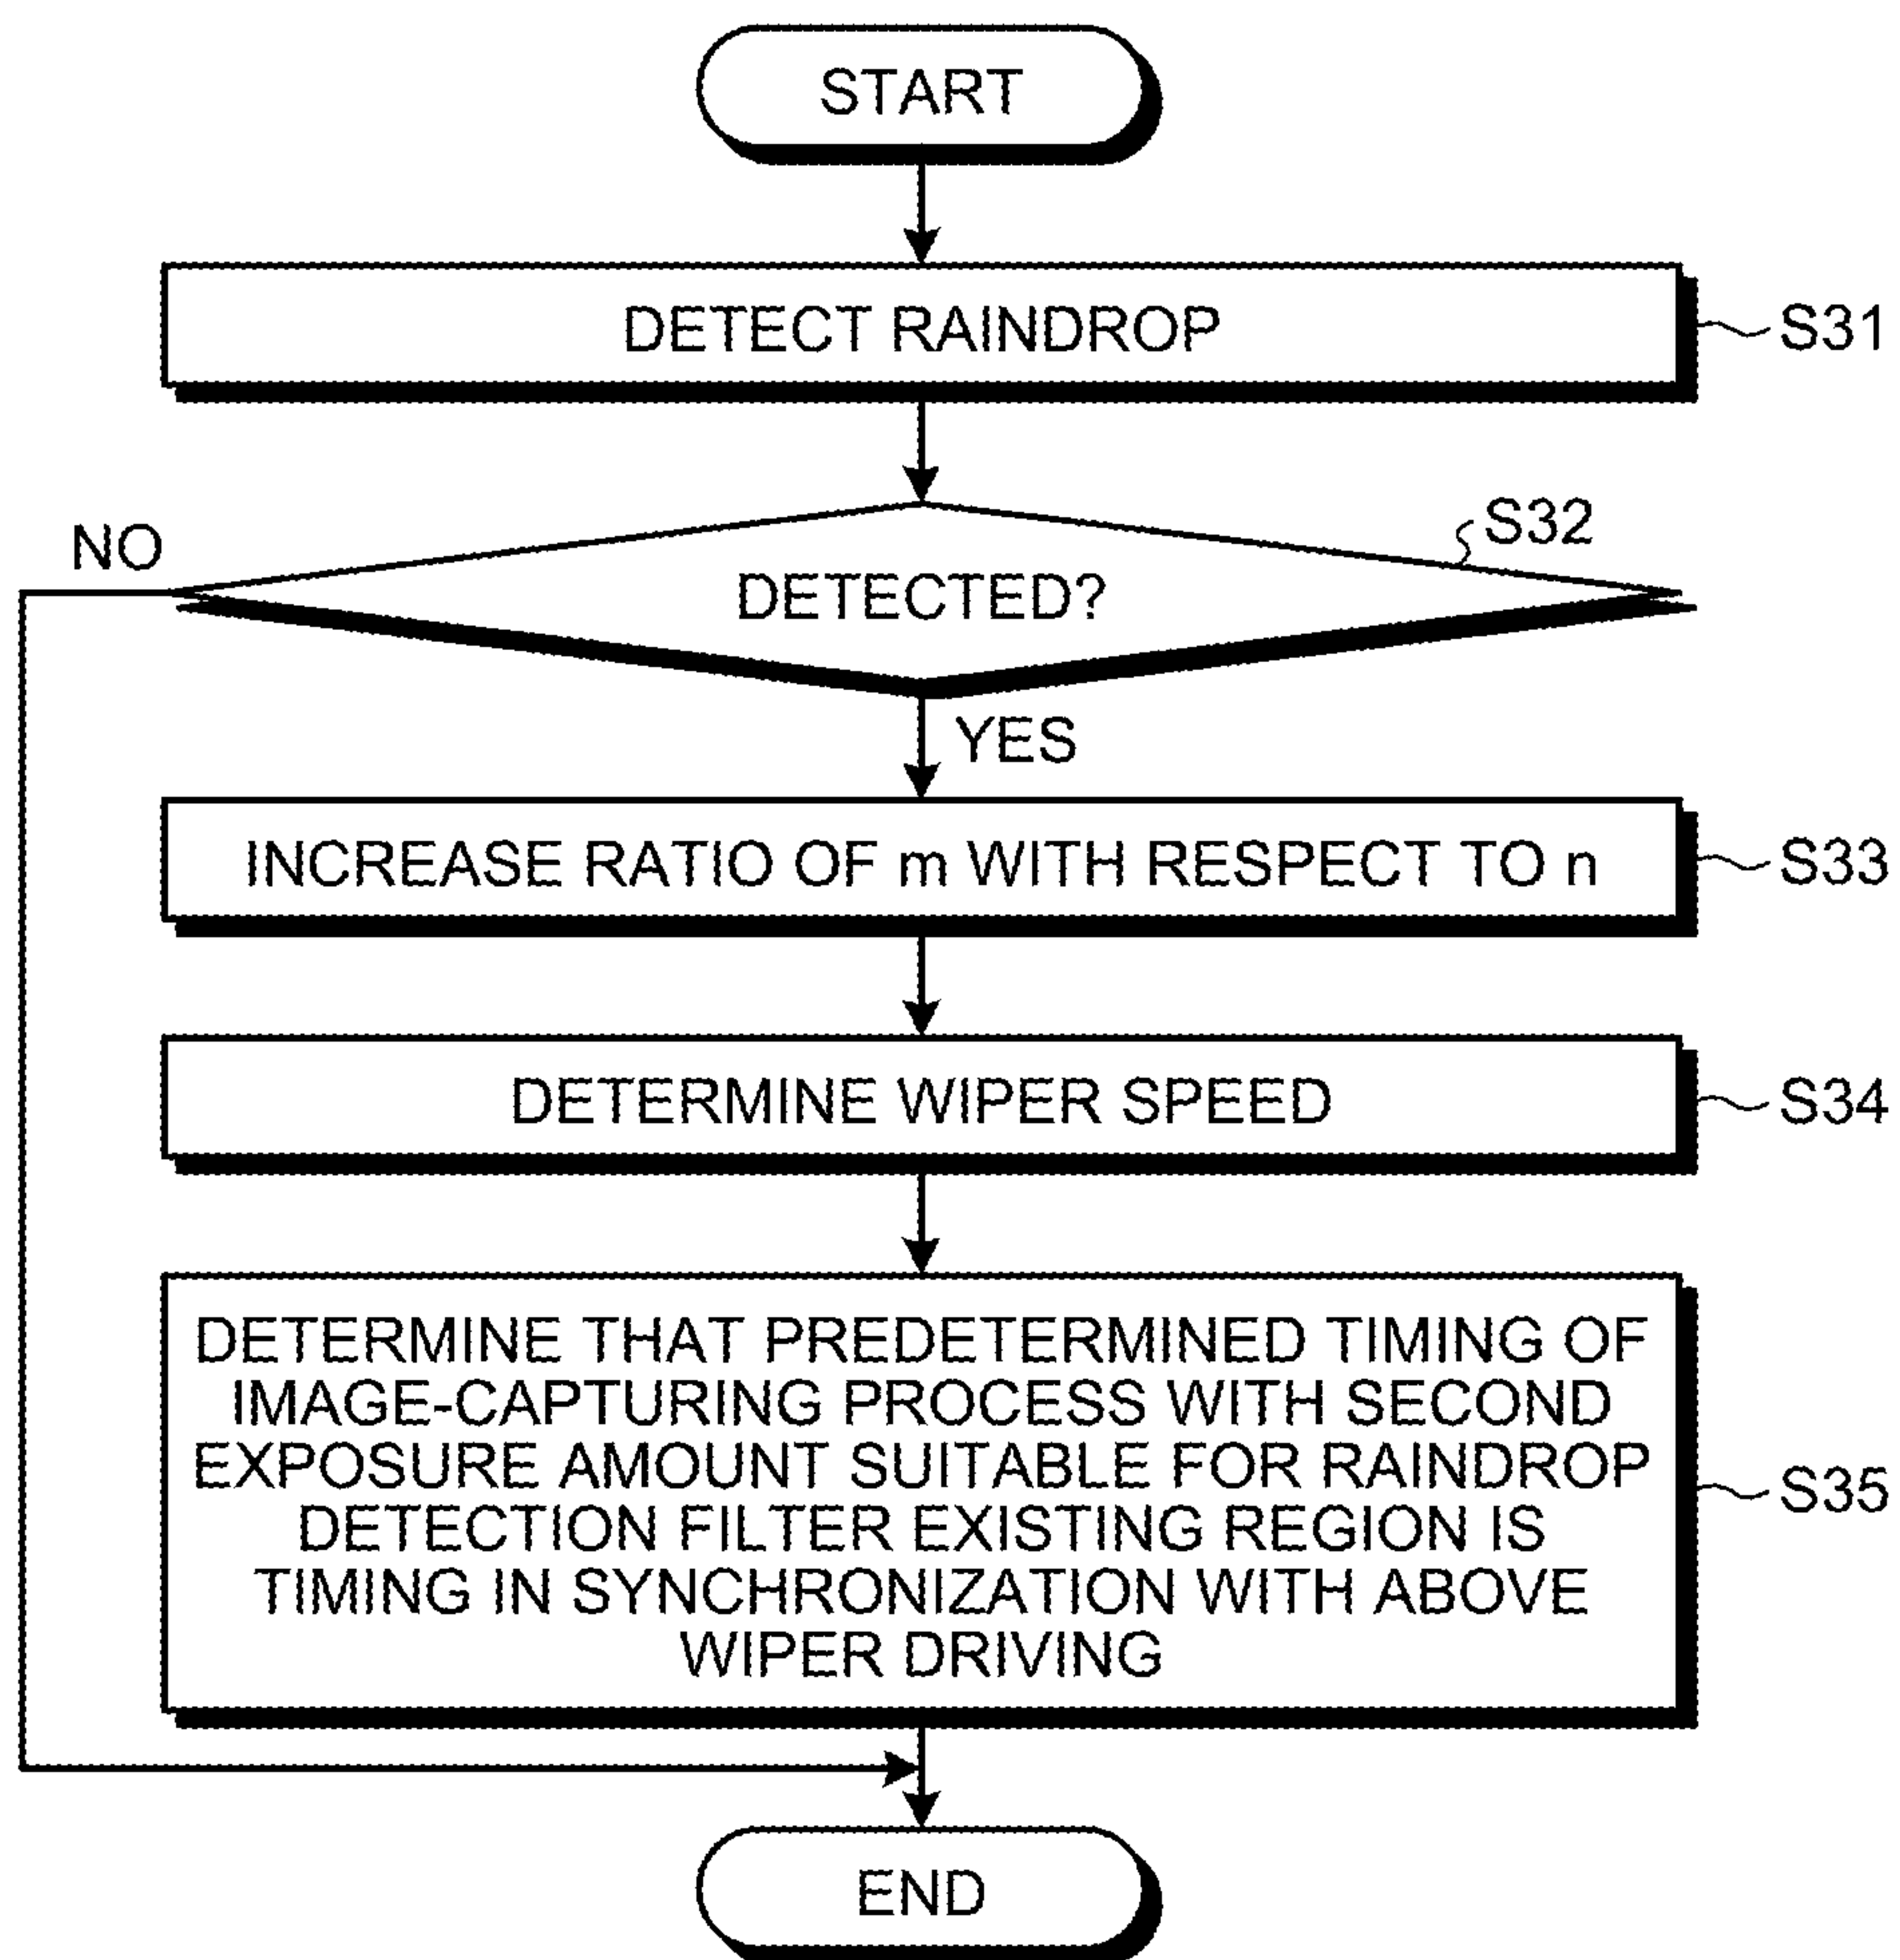 START
DETECT RAINDROP
S31
NO
S32
DETECTED?
YES
INCREASE RATIO OF m WITH RESPECT TO n
S33
DETERMINE WIPER SPEED
S34
DETERMINE THAT PREDETERMINED TIMING OF
IMAGE-CAPTURING PROCESS WITH SECOND
EXPOSURE AMOUNT SUITABLE FOR RAINDROP
DETECTION FILTER EXISTING REGION IS
TIMING IN SYNCHRONIZATION WITH ABOVE
WIPER DRIVING
S35
END